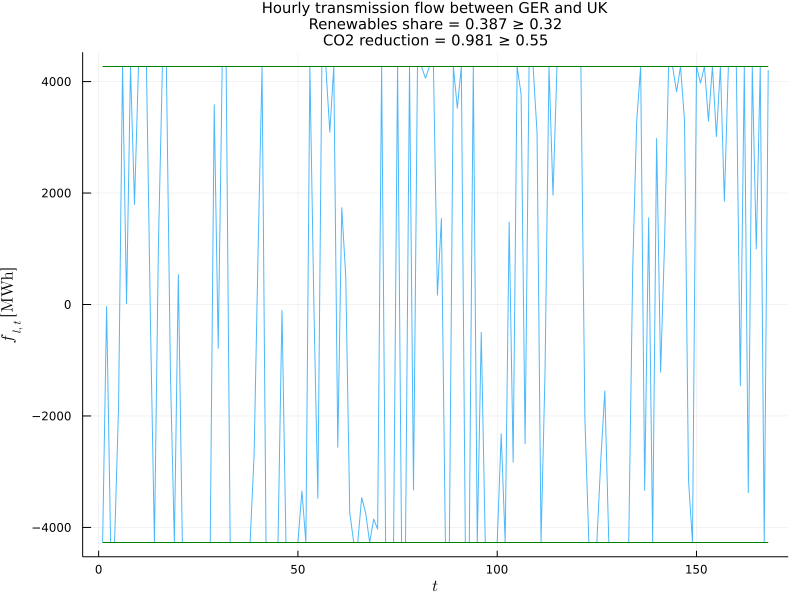 Hourly transmission flow between GER and UK
Renewables share = 0.387 ≥ 0.32
CO2 reduction = 0.981 ≥ 0.55
4000
2000
0
−2000
−4000
f_{l,t} [MWh]
0 50 100 150
t